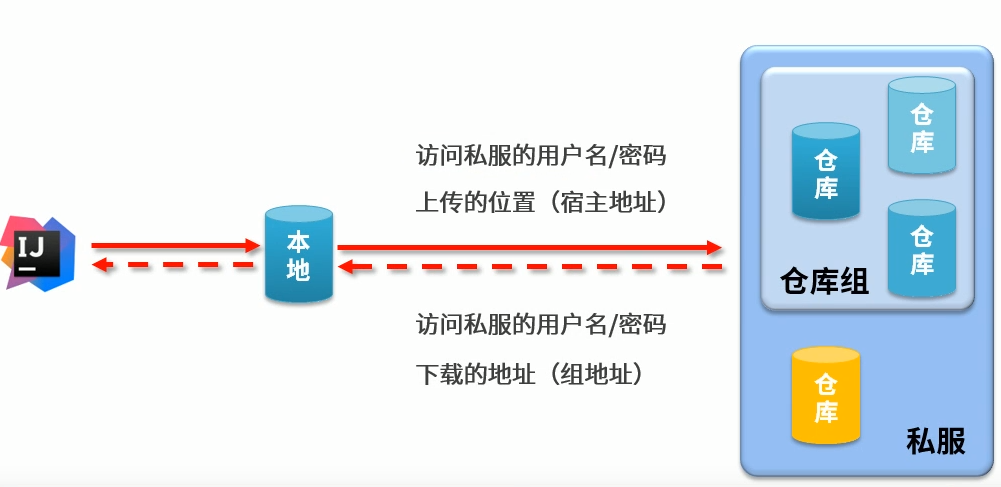 访问私服的用户名/密码
上传的位置（宿主地址）
IJ
本地
访问私服的用户名/密码
下载的地址（组地址）
仓库
仓库
仓库
仓库组
仓库
私服